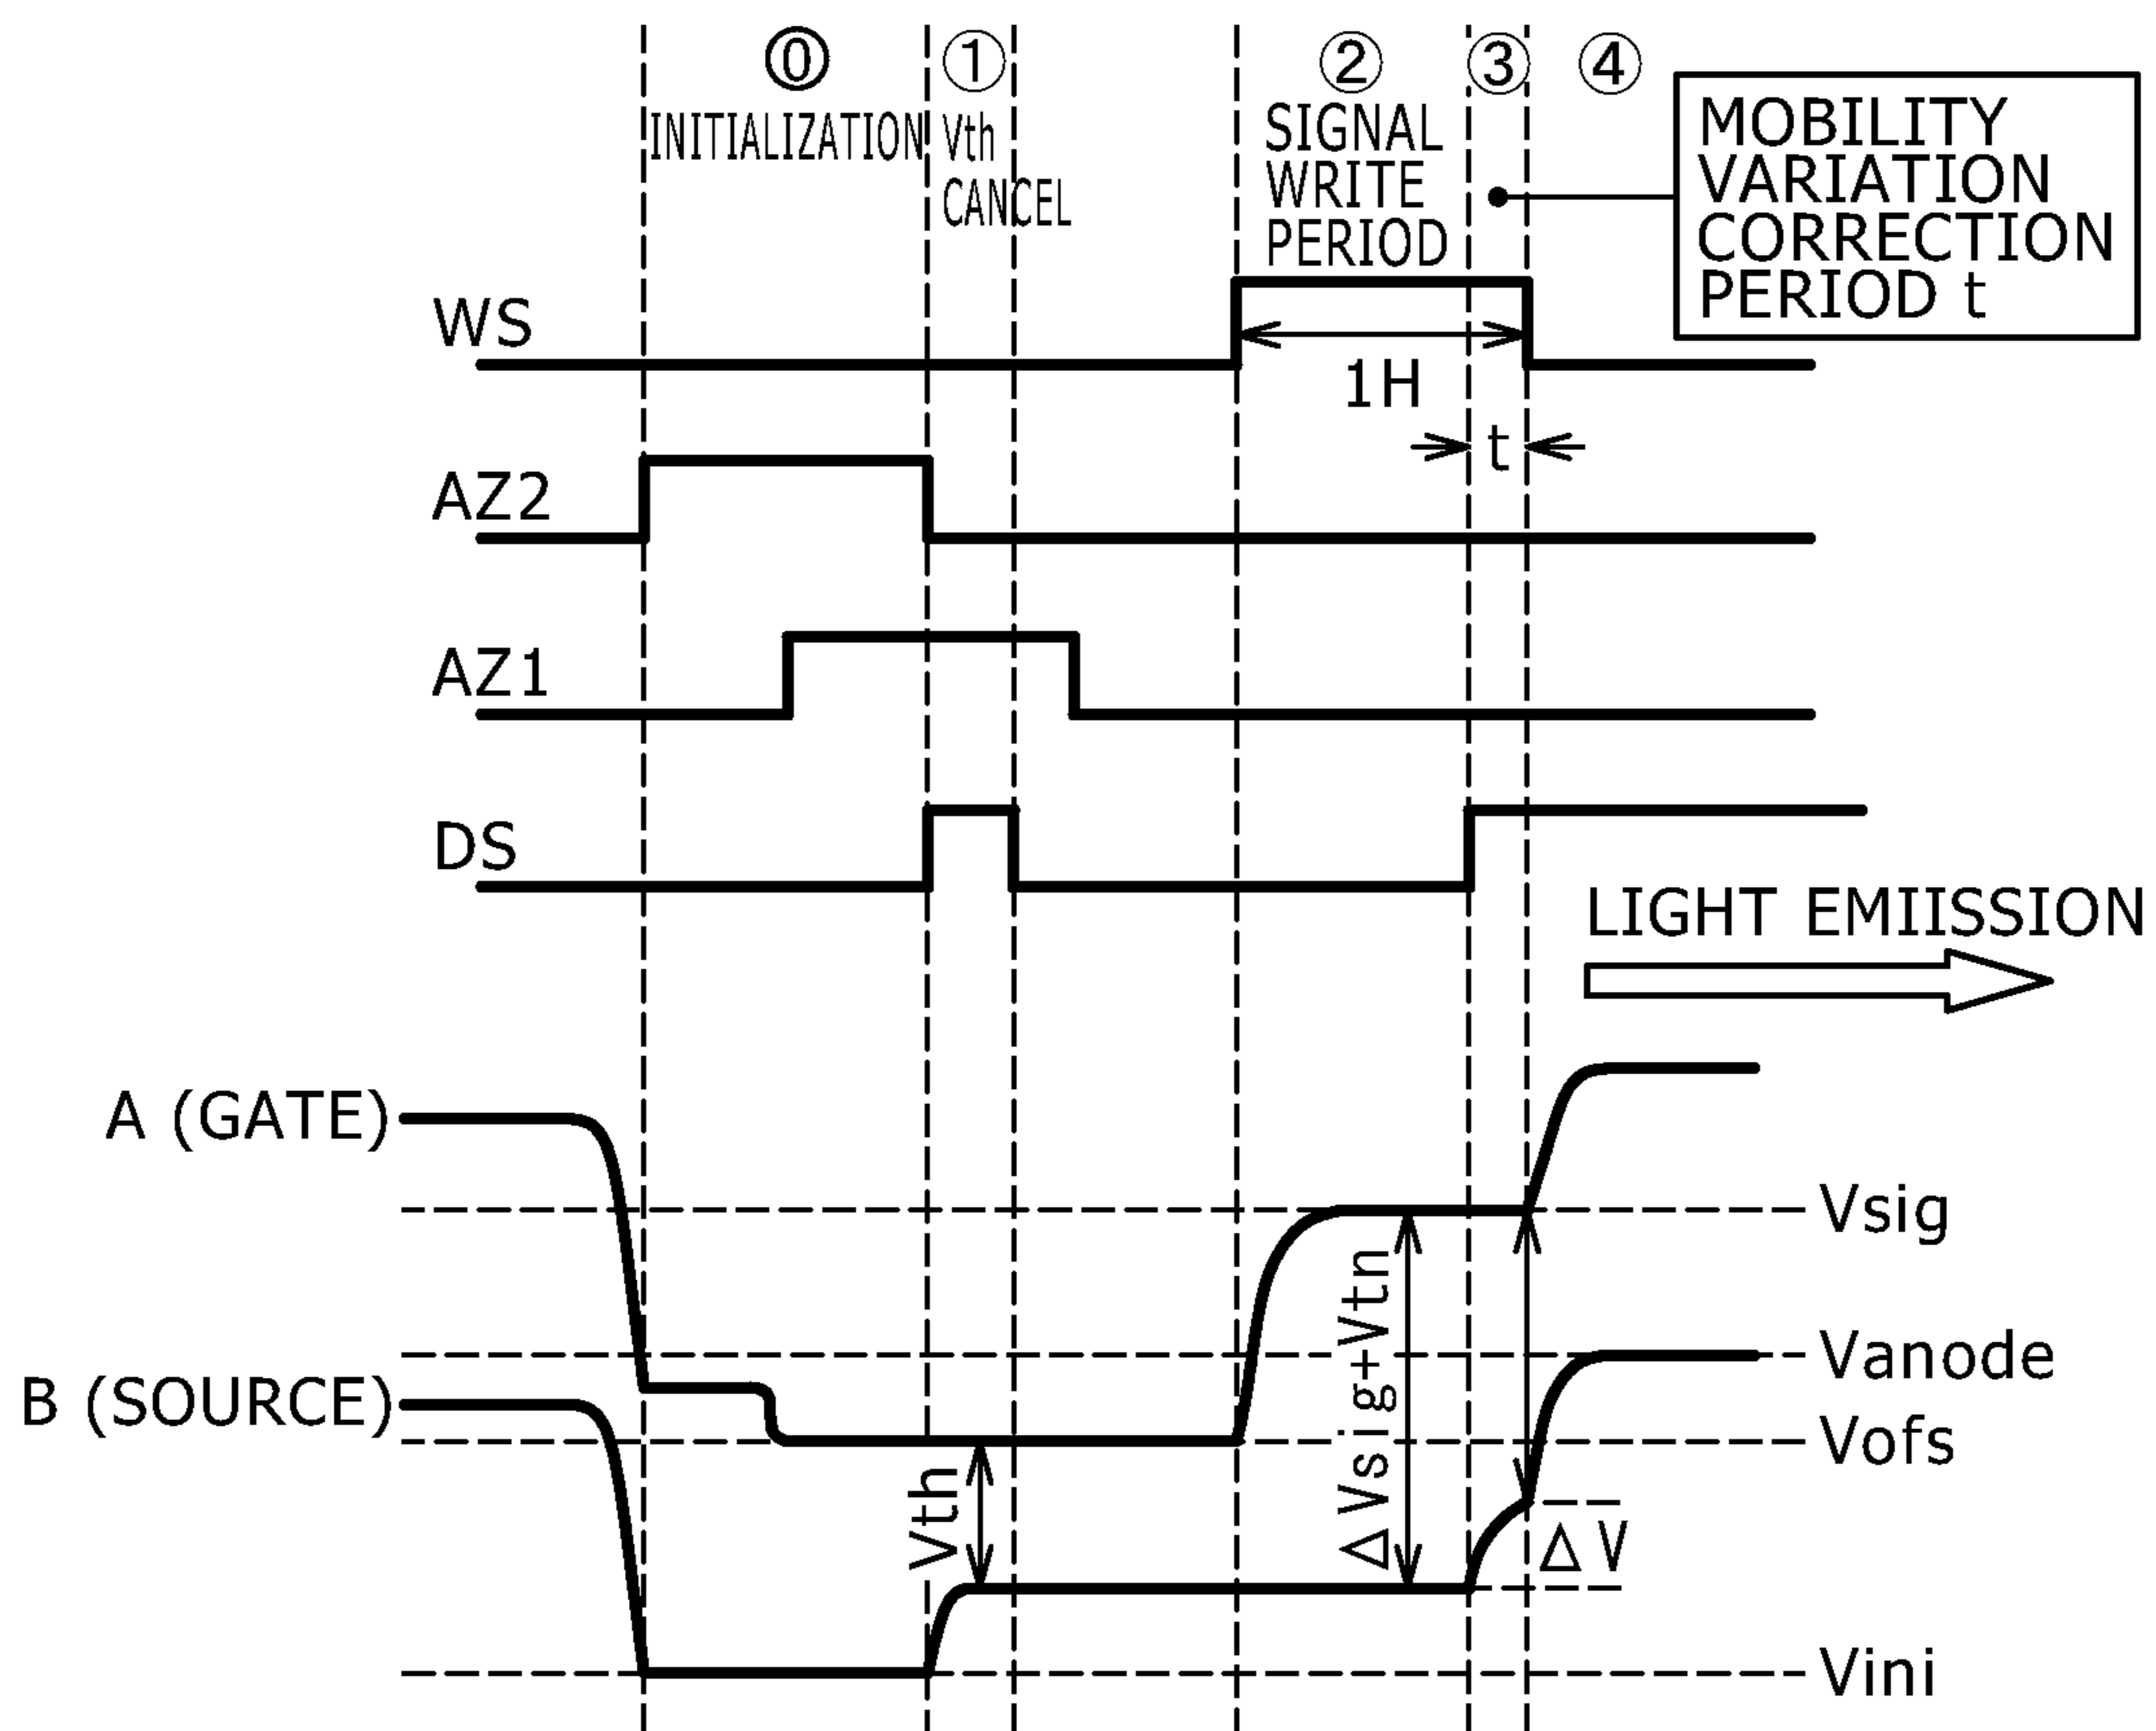 ⓪ ① ② ③ ④
INITIALIZATION
Vth
CANCEL
SIGNAL
WRITE
PERIOD
MOBILITY
VARIATION
CORRECTION
PERIOD t
WS
1H
t
AZ2
AZ1
DS
LIGHT EMIISSION
A (GATE)
Vsig
Vanode
B (SOURCE)
Vofs
Vth
ΔVsig+Vtn
ΔV
Vini